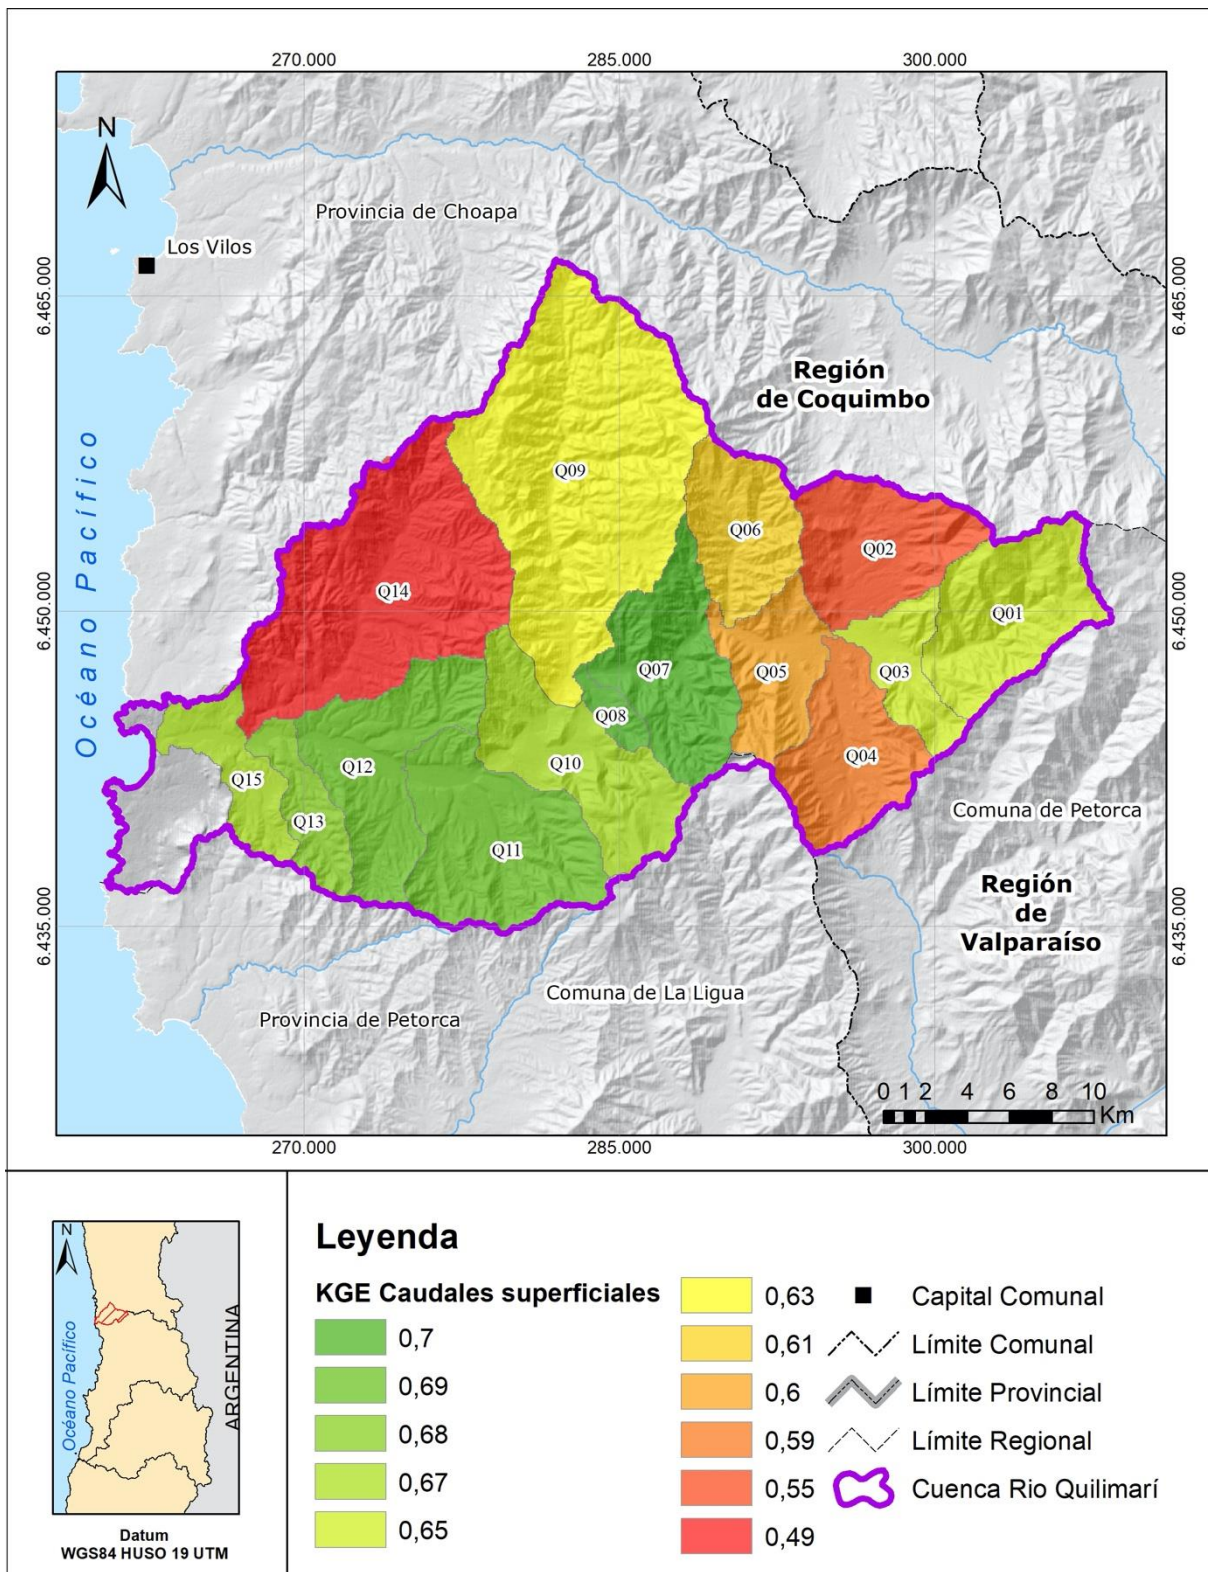 270.000
285.000
300.000
N
Provincia de Choapa
Los Vilos
6.465.000
6.465.000
Región
de Coquimbo
Océano Pacífico
Q09
Q06
Q02
Q14
Q01
6.450.000
6.450.000
Q07
Q05
Q03
Q08
Q04
Q10
Q12
Q15
Q13
Q11
Comuna de Petorca
Región
de
Valparaíso
6.435.000
6.435.000
Comuna de La Ligua
Provincia de Petorca
0 1 2 4 6 8 10
Km
270.000
285.000
300.000
N
Océano Pacífico
ARGENTINA
Datum
WGS84 HUSO 19 UTM
Leyenda
KGE Caudales superficiales
0,7
0,69
0,68
0,67
0,65
0,63
0,61
0,6
0,59
0,55
0,49
Capital Comunal
Límite Comunal
Límite Provincial
Límite Regional
Cuenca Rio Quilimarí